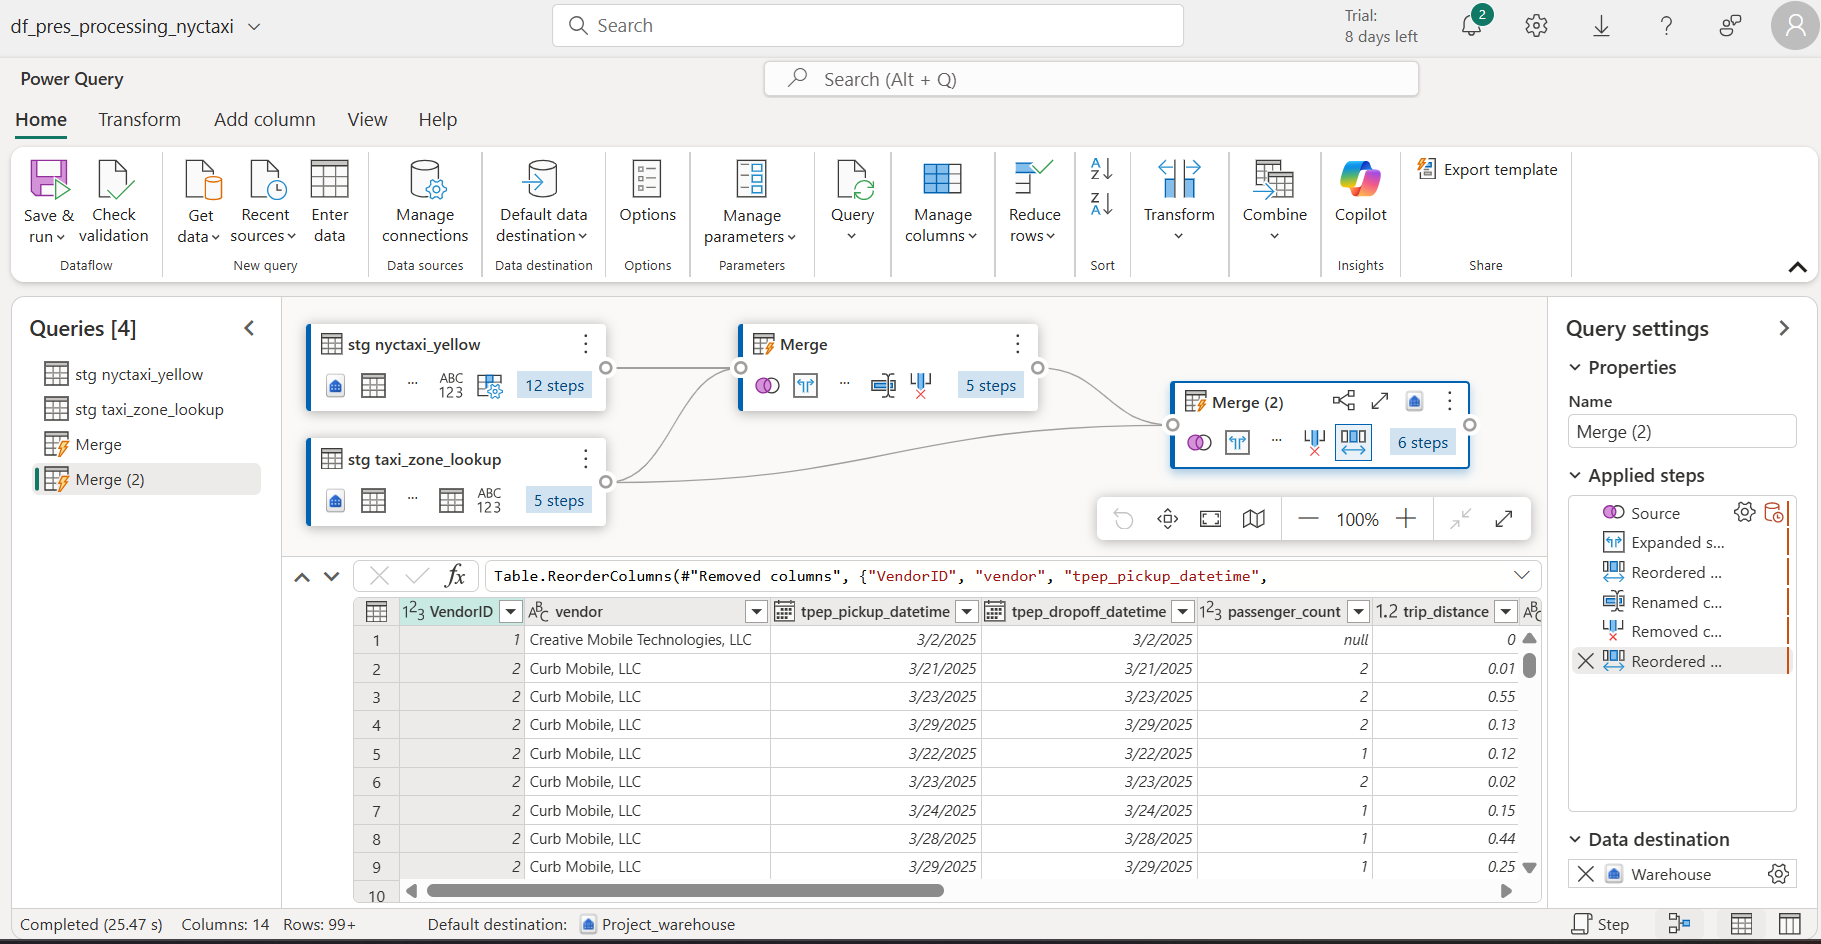 df_pres_processing_nyctaxi
Search
Trial:
8 days left
2
Power Query
Search (Alt + Q)
Home Transform Add column View Help
Save & run
Check validation
Dataflow
Get data
Recent sources
Enter data
New query
Manage connections
Data sources
Default data destination
Data destination
Options
Options
Manage parameters
Parameters
Query
Manage columns
Reduce rows
A Z
Z A
Sort
Transform
Combine
Copilot
Insights
Export template
Share
Queries [4]
stg nyctaxi_yellow
stg taxi_zone_lookup
Merge
Merge (2)
stg nyctaxi_yellow
... ABC 123 12 steps
stg taxi_zone_lookup
... ABC 123 5 steps
Merge
... 5 steps
Merge (2)
... 6 steps
100%
fx Table.ReorderColumns(#"Removed columns", {"VendorID", "vendor", "tpep_pickup_datetime",
1 2 3 VendorID A B C vendor tpep_pickup_datetime tpep_dropoff_datetime 1 2 3 passenger_count 1.2 trip_distance A B C
1 1 Creative Mobile Technologies, LLC 3/2/2025 3/2/2025 null 0
2 2 Curb Mobile, LLC 3/21/2025 3/21/2025 2 0.01
3 2 Curb Mobile, LLC 3/23/2025 3/23/2025 2 0.55
4 2 Curb Mobile, LLC 3/29/2025 3/29/2025 2 0.13
5 2 Curb Mobile, LLC 3/22/2025 3/22/2025 1 0.12
6 2 Curb Mobile, LLC 3/23/2025 3/23/2025 2 0.02
7 2 Curb Mobile, LLC 3/24/2025 3/24/2025 1 0.15
8 2 Curb Mobile, LLC 3/28/2025 3/28/2025 1 0.44
9 2 Curb Mobile, LLC 3/29/2025 3/29/2025 1 0.25
10
Query settings
Properties
Name
Merge (2)
Applied steps
Source
Expanded s...
Reordered ...
Renamed c...
Removed c...
Reordered ...
Data destination
Warehouse
Completed (25.47 s) Columns: 14 Rows: 99+ Default destination: Project_warehouse Step